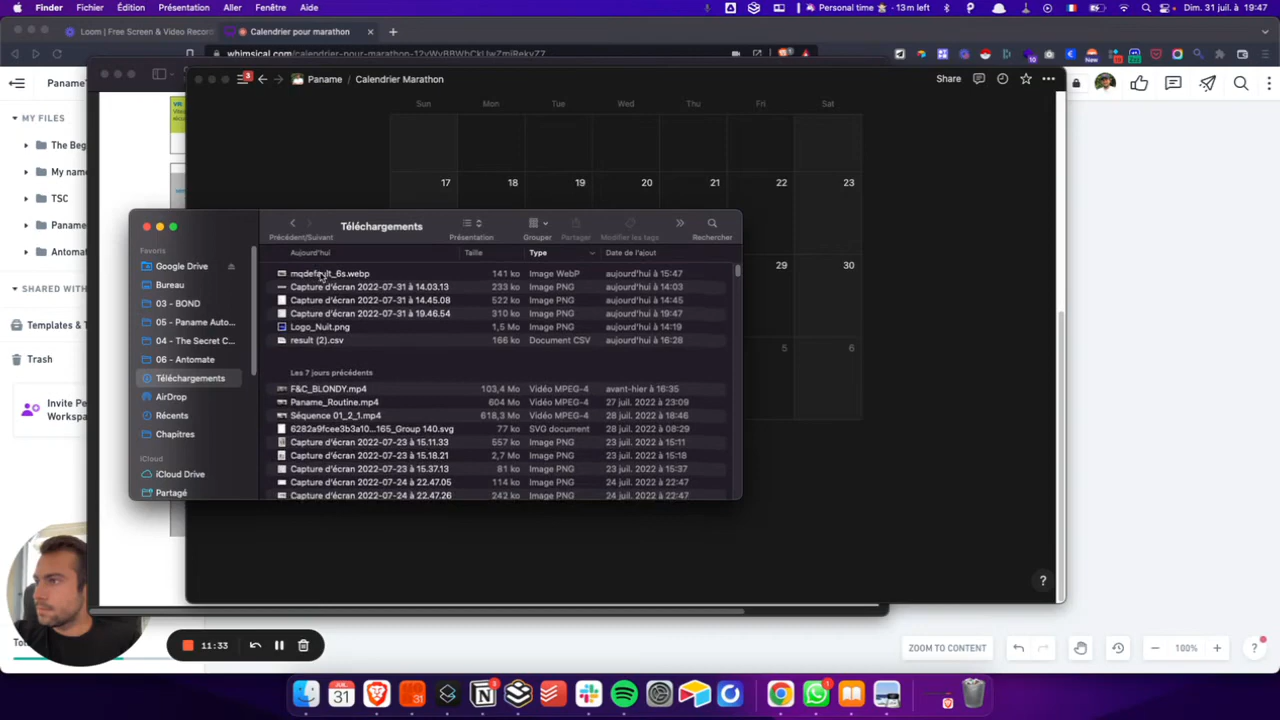 Finder Fichier Édition Présentation Aller Fenêtre Aide
Personal time • 13 m left
Dim. 31 juil. à 19:47
Loom | Free Screen & Video Record
Calendrier pour marathon
Paname
MY FILES
The Beg
My name
TSC
Paname
Automat
SHARED WITH
Templates & T
Trash
Invite Pe
Workspa
3
Paname / Calendrier Marathon
Share
Sun Mon Tue Wed Thu Fri Sat
17 18 19 20 21 22 23
29 30
5 6
Téléchargements
Précédent/Suivant
Présentation
Grouper
Partager
Modifier les tags
Rechercher
Favoris
Google Drive
Bureau
03 - BOND
05 - Paname Auto...
04 - The Secret C...
06 - Antomate
Téléchargements
AirDrop
Récents
Chapitres
iCloud
iCloud Drive
Partagé
Aujourd'hui Taille Type Date de l'ajout
mqdefault_6s.webp 141 ko Image WebP aujourd'hui à 15:47
Capture d'écran 2022-07-31 à 14.03.13 233 ko Image PNG aujourd'hui à 14:03
Capture d'écran 2022-07-31 à 14.45.08 522 ko Image PNG aujourd'hui à 14:45
Capture d'écran 2022-07-31 à 19.46.54 310 ko Image PNG aujourd'hui à 19:47
Logo_Nuit.png 1,5 Mo Image PNG aujourd'hui à 14:19
result (2).csv 166 ko Document CSV aujourd'hui à 16:28
Les 7 jours précédents
F&C_BLONDY.mp4 103,4 Mo Vidéo MPEG-4 avant-hier à 16:35
Paname_Routine.mp4 604 Mo Vidéo MPEG-4 27 juil. 2022 à 23:09
Séquence 01_2_1.mp4 618,3 Mo Vidéo MPEG-4 28 juil. 2022 à 18:46
6282a9fcee3b3a10...165_Group 140.svg 77 ko SVG document 28 juil. 2022 à 08:29
Capture d'écran 2022-07-23 à 15.11.33 557 ko Image PNG 23 juil. 2022 à 15:11
Capture d'écran 2022-07-23 à 15.18.21 2,7 Mo Image PNG 23 juil. 2022 à 15:18
Capture d'écran 2022-07-23 à 15.37.13 81 ko Image PNG 23 juil. 2022 à 15:37
Capture d'écran 2022-07-24 à 22.47.05 114 ko Image PNG 24 juil. 2022 à 22:47
Capture d'écran 2022-07-24 à 22.47.26 242 ko Image PNG 24 juil. 2022 à 22:47
?
11:33
ZOOM TO CONTENT
100%
?